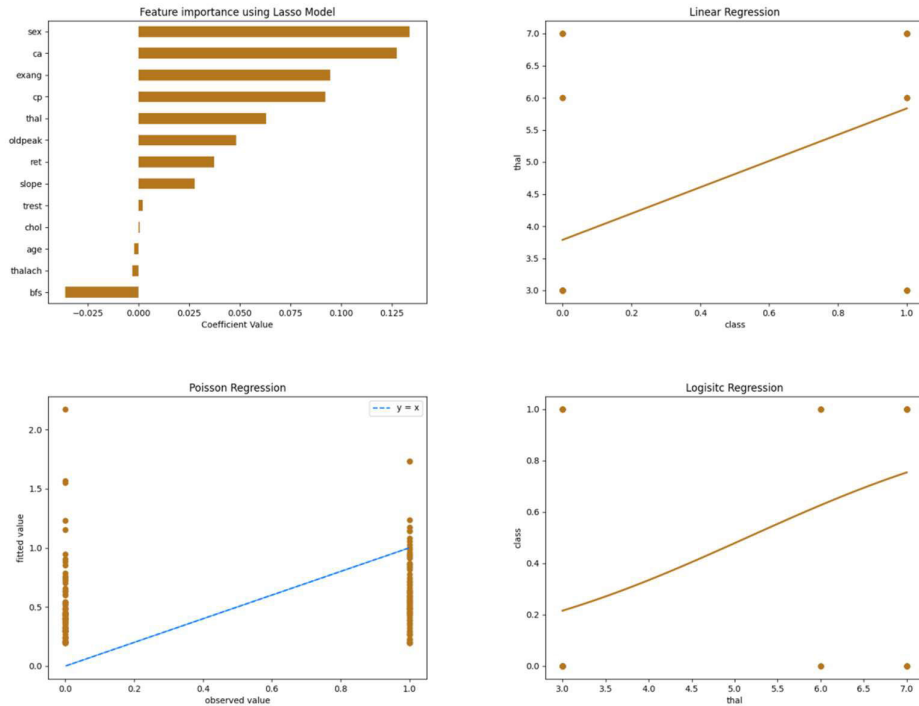 Feature importance using Lasso Model
sex
ca
exang
cp
thal
oldpeak
ret
slope
trest
chol
age
thalach
bfs
−0.025 0.000 0.025 0.050 0.075 0.100 0.125
Coefficient Value
Linear Regression
7.0
6.5
6.0
5.5
5.0
4.5
4.0
3.5
3.0
thal
0.0 0.2 0.4 0.6 0.8 1.0
class
Poisson Regression
y = x
2.0
1.5
1.0
0.5
0.0
fitted value
0.0 0.2 0.4 0.6 0.8 1.0
observed value
Logisitc Regression
1.0
0.8
0.6
0.4
0.2
0.0
class
3.0 3.5 4.0 4.5 5.0 5.5 6.0 6.5 7.0
thal